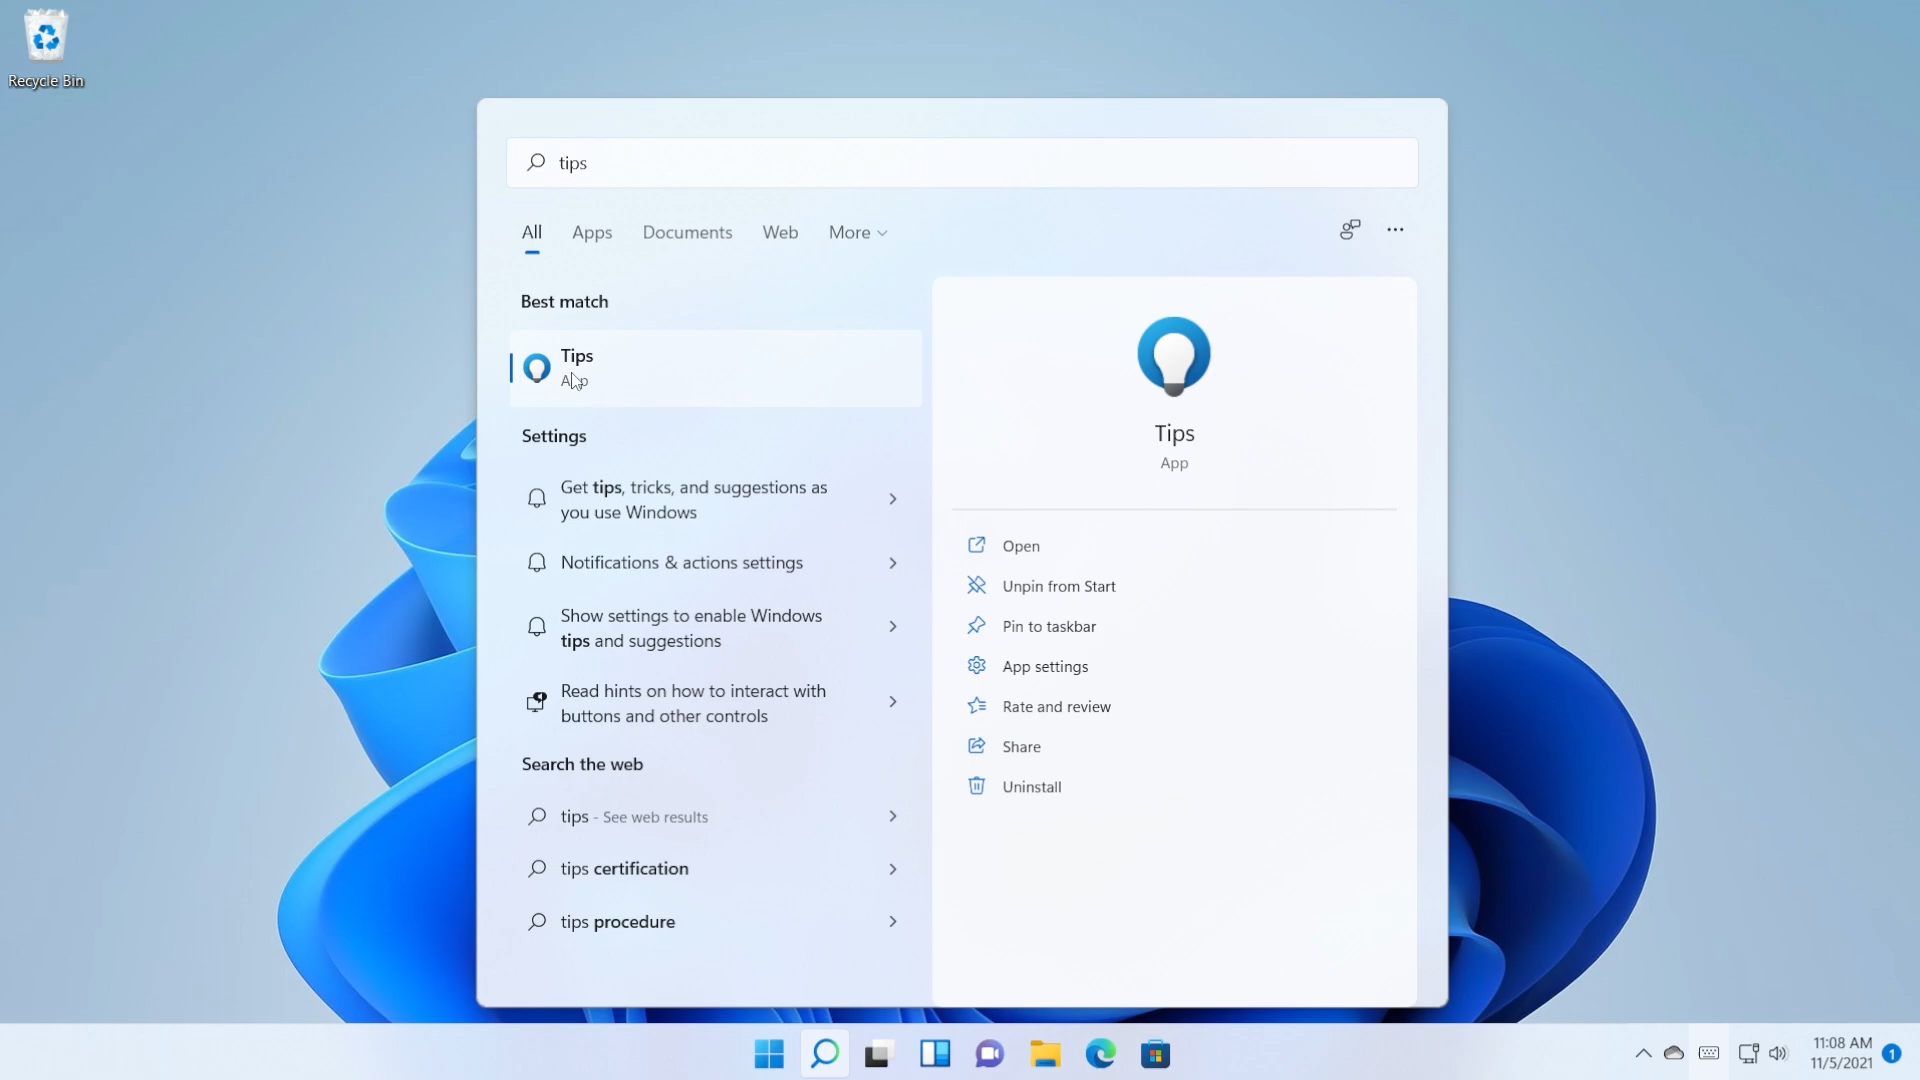 Recycle Bin
tips
All Apps Documents Web More
Best match
Tips
App
Settings
Get tips, tricks, and suggestions as
you use Windows
Notifications & actions settings
Show settings to enable Windows
tips and suggestions
Read hints on how to interact with
buttons and other controls
Search the web
tips - See web results
tips certification
tips procedure
Tips
App
Open
Unpin from Start
Pin to taskbar
App settings
Rate and review
Share
Uninstall
11:08 AM
11/5/2021
1